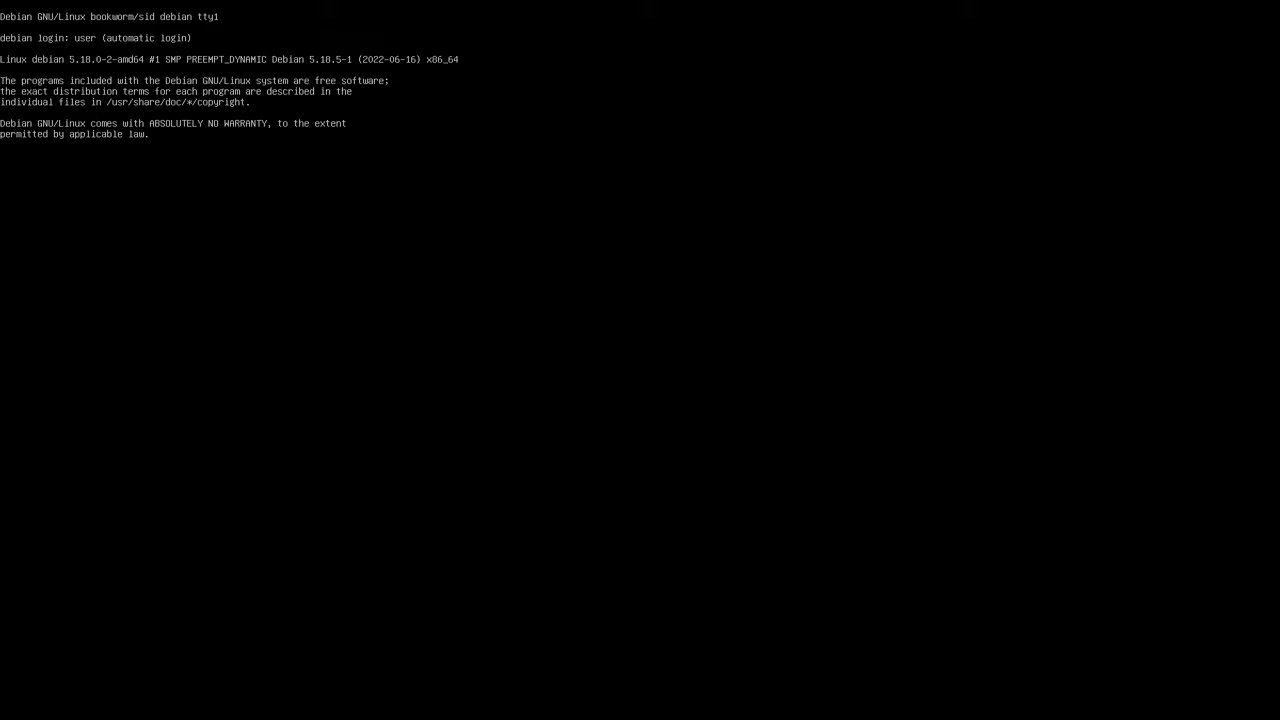 Debian GNU/Linux bookworm/sid debian tty1
debian login: user (automatic login)
Linux debian 5.18.0-2-amd64 #1 SMP PREEMPT_DYNAMIC Debian 5.18.5-1 (2022-06-16) x86_64
The programs included with the Debian GNU/Linux system are free software;
the exact distribution terms for each program are described in the
individual files in /usr/share/doc/*/copyright.
Debian GNU/Linux comes with ABSOLUTELY NO WARRANTY, to the extent
permitted by applicable law.